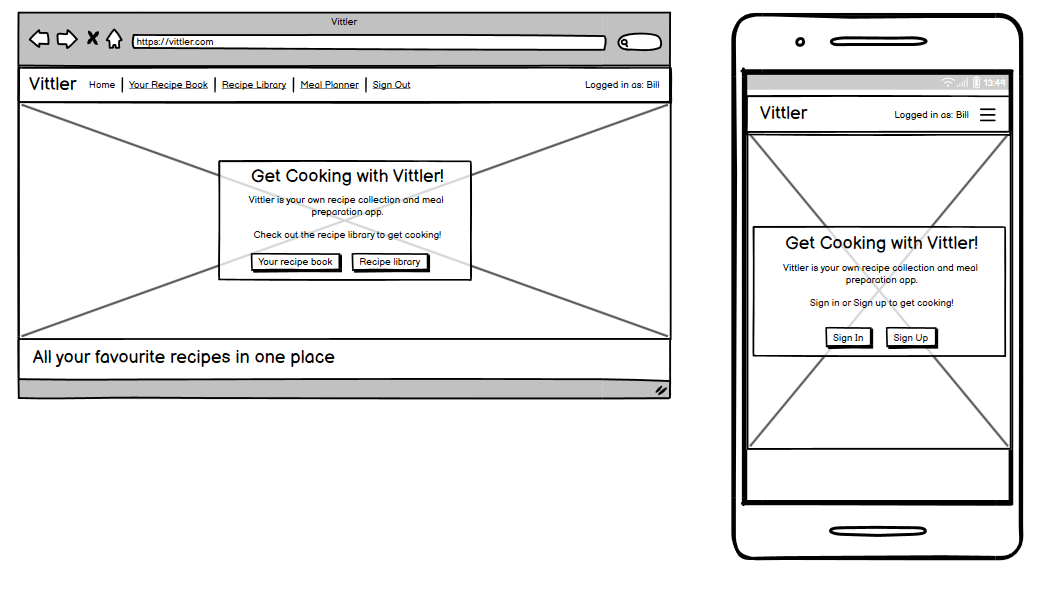 Vittler
https://vittler.com
Vittler Home Your Recipe Book Recipe Library Meal Planner Sign Out Logged in as: Bill
Get Cooking with Vittler!
Vittler is your own recipe collection and meal
preparation app.
Check out the recipe library to get cooking!
Your recipe book Recipe library
All your favourite recipes in one place
13:49
Vittler Logged in as: Bill
Get Cooking with Vittler!
Vittler is your own recipe collection and meal
preparation app.
Sign in or Sign up to get cooking!
Sign In Sign Up